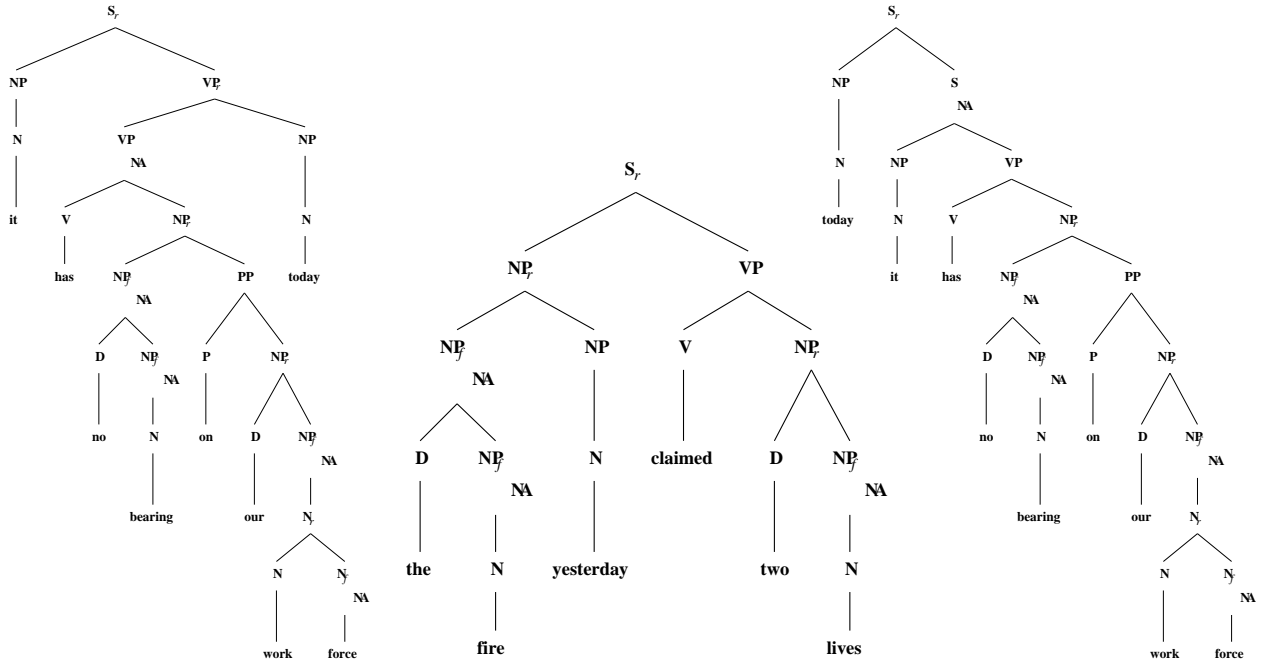 S_r
NP VP_r
N VP NP
NA
it V NP_r N
has NP_f PP today
NA
D NP_f P NP_r
NA
no N on D NP_f
NA
bearing our N_r
N N_f
NA
work force
S_r
NP_r VP
NP_f NP V NP_r
NA
D NP_f N claimed D NP_f
NA NA
the N yesterday two N
fire lives
S_r
NP S
NA
N NP VP
today N V NP_r
it has NP_f PP
NA
D NP_f P NP_r
NA
no N on D NP_f
NA
bearing our N_r
N N_f
NA
work force